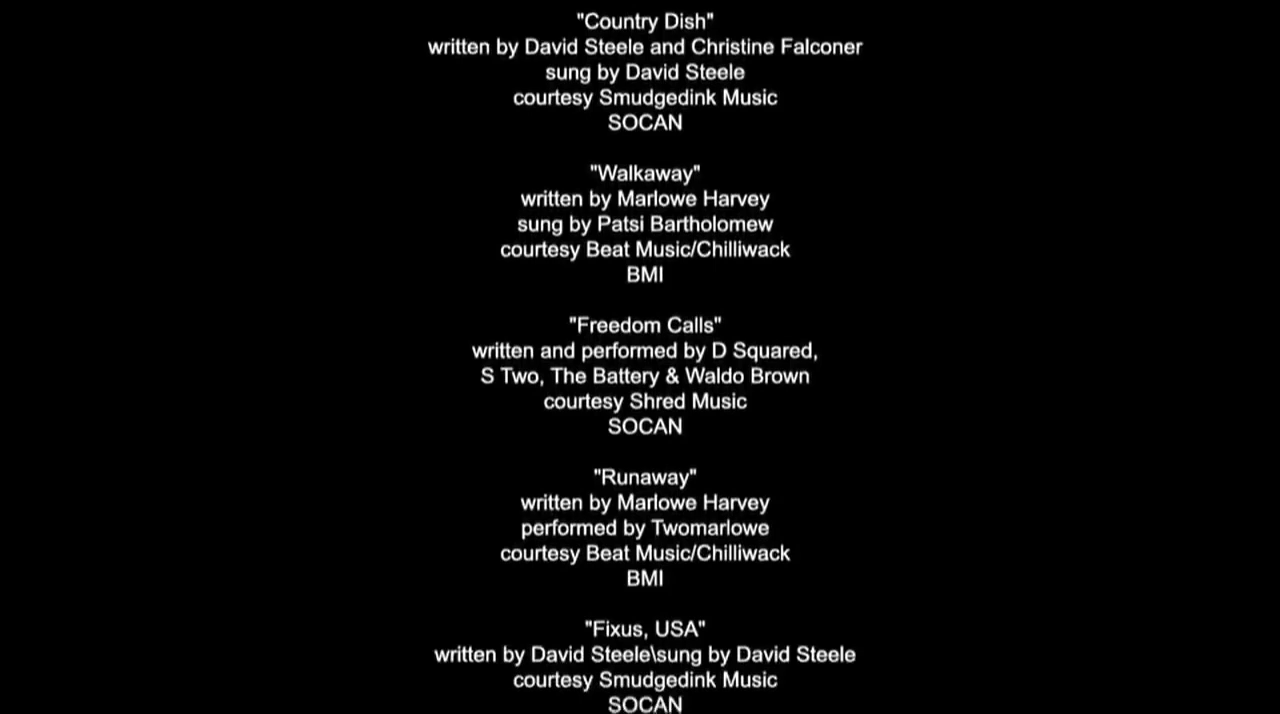 "Country Dish"
written by David Steele and Christine Falconer
sung by David Steele
courtesy Smudgedink Music
SOCAN
"Walkaway"
written by Marlowe Harvey
sung by Patsi Bartholomew
courtesy Beat Music/Chilliwack
BMI
"Freedom Calls"
written and performed by D Squared,
S Two, The Battery & Waldo Brown
courtesy Shred Music
SOCAN
"Runaway"
written by Marlowe Harvey
performed by Twomarlowe
courtesy Beat Music/Chilliwack
BMI
"Fixus, USA"
written by David Steele\sung by David Steele
courtesy Smudgedink Music
SOCAN